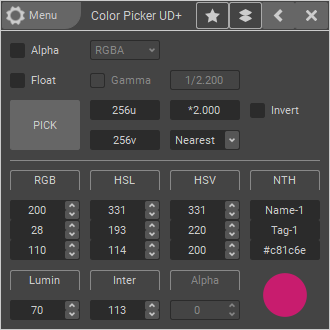 Menu Color Picker UD+
Alpha RGBA
Float Gamma 1/2.200
PICK 256u *2.000 Invert
256v Nearest
RGB HSL HSV NTH
200 331 331 Name-1
28 193 220 Tag-1
110 114 200 #c81c6e
Lumin Inter Alpha
70 113 0